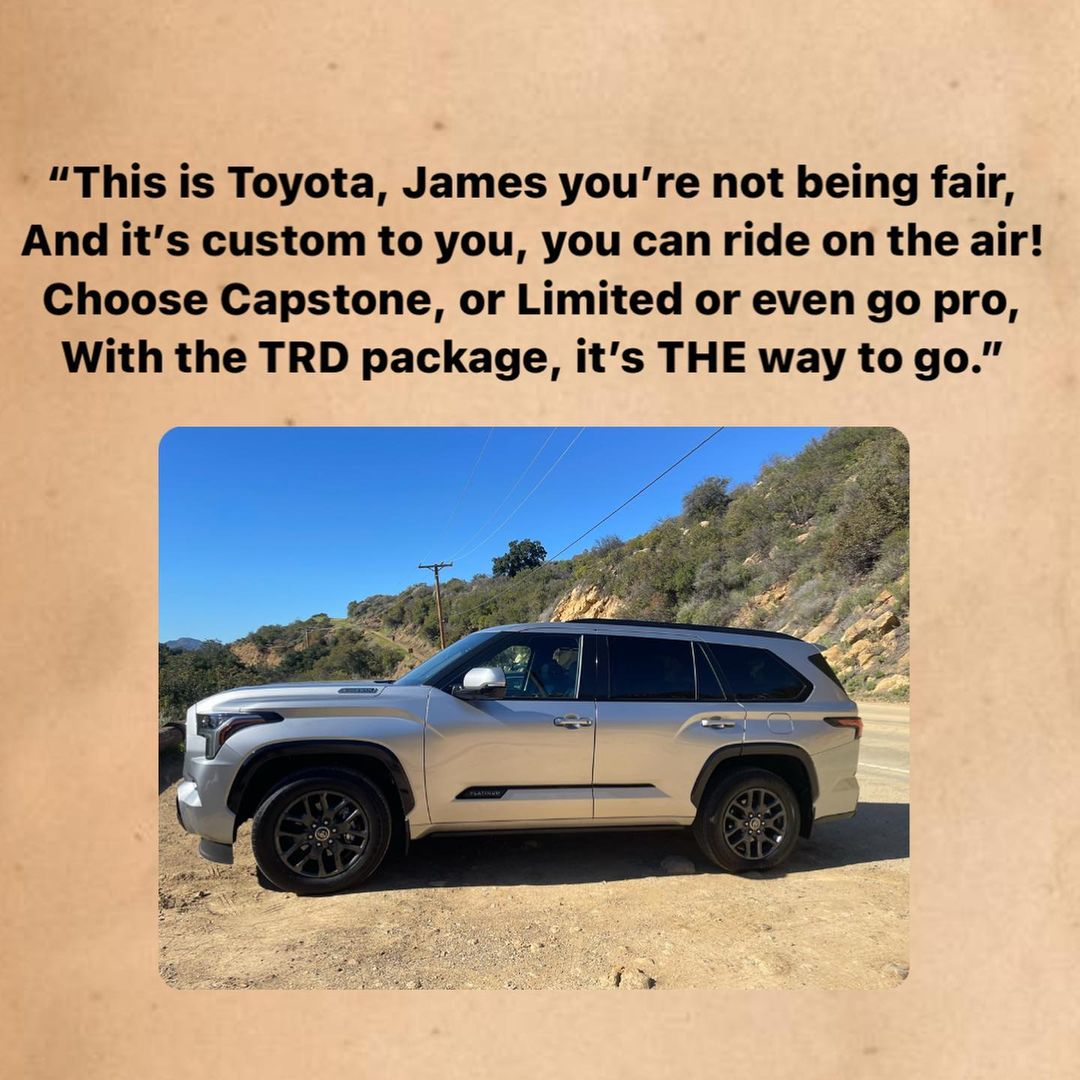 “This is Toyota, James you’re not being fair,
And it’s custom to you, you can ride on the air!
Choose Capstone, or Limited or even go pro,
With the TRD package, it’s THE way to go.”
PLATINUM